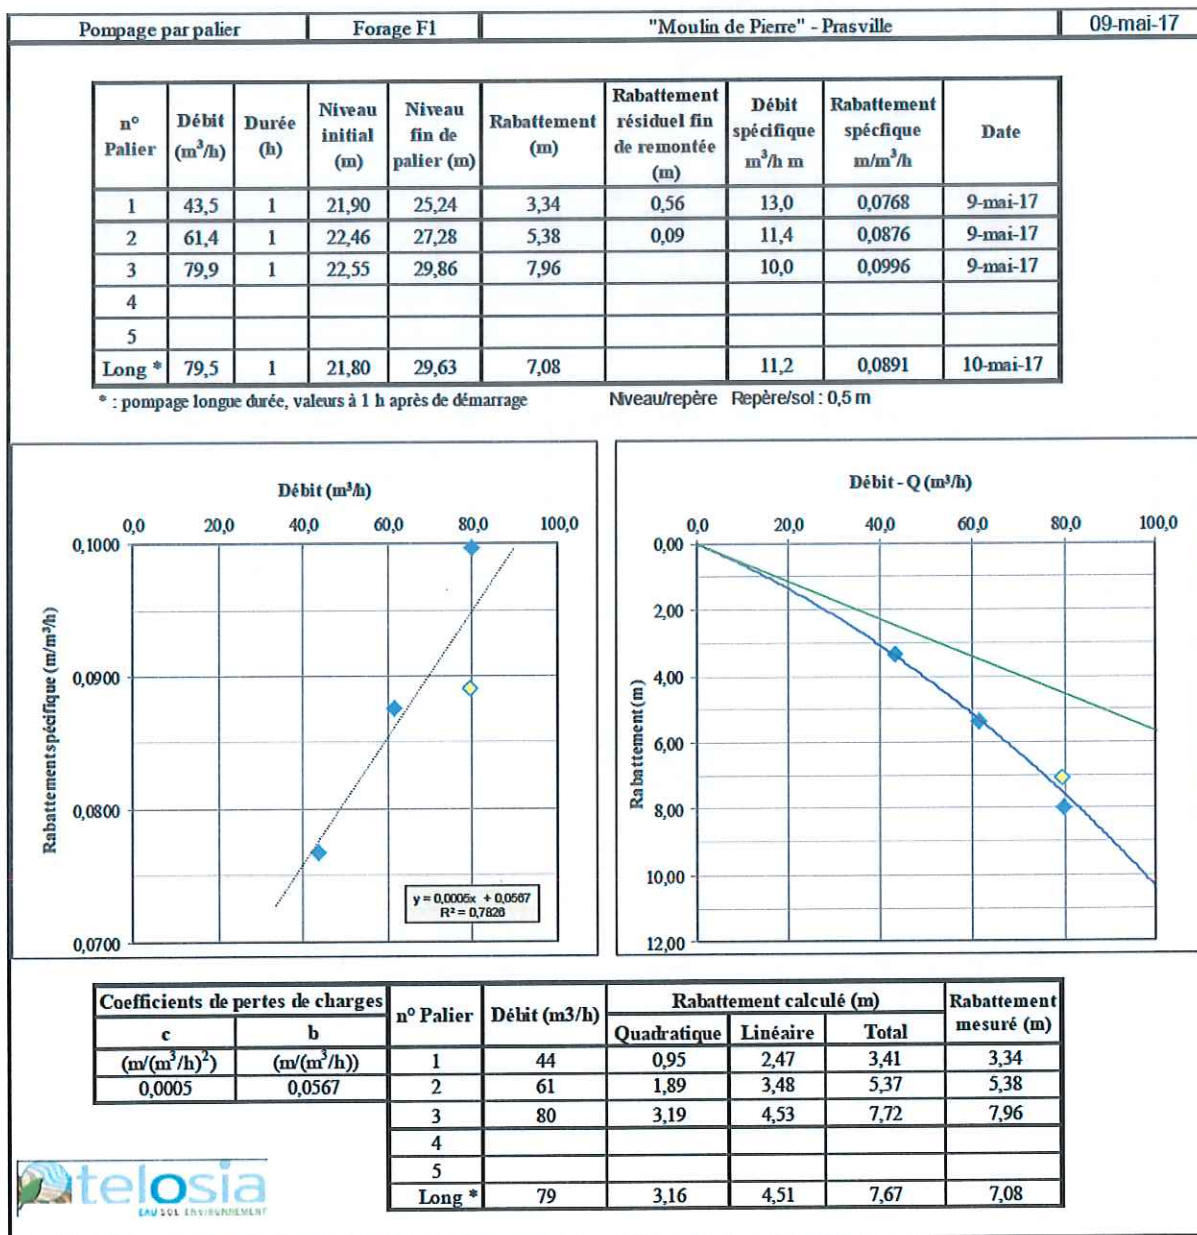 Pompage par palier Forage F1 "Moulin de Pierre" - Prasville 09-mai-17
n° Palier Débit (m³/h) Durée (h) Niveau initial (m) Niveau fin de palier (m) Rabattement (m) Rabattement résiduel fin de remontée (m) Débit spécifique m³/h m Rabattement spécfique m/m³/h Date
1 43,5 1 21,90 25,24 3,34 0,56 13,0 0,0768 9-mai-17
2 61,4 1 22,46 27,28 5,38 0,09 11,4 0,0876 9-mai-17
3 79,9 1 22,55 29,86 7,96 10,0 0,0996 9-mai-17
4
5
Long * 79,5 1 21,80 29,63 7,08 11,2 0,0891 10-mai-17
* : pompage longue durée, valeurs à 1 h après de démarrage Niveau/repère Repère/sol : 0,5 m
Débit (m³/h)
0,0 20,0 40,0 60,0 80,0 100,0
0,1000
0,0900
0,0800
0,0700
Rabattement spécifique (m/m³/h)
y = 0,0005x + 0,0567
R² = 0,7826
Débit - Q (m³/h)
0,0 20,0 40,0 60,0 80,0 100,0
0,00
2,00
4,00
6,00
8,00
10,00
12,00
Rabattement (m)
Coefficients de pertes de charges n° Palier Débit (m3/h) Rabattement calculé (m) Rabattement mesuré (m)
c b Quadratique Linéaire Total
(m/(m³/h)²) (m/(m³/h)) 1 44 0,95 2,47 3,41 3,34
0,0005 0,0567 2 61 1,89 3,48 5,37 5,38
3 80 3,19 4,53 7,72 7,96
4
5
Long * 79 3,16 4,51 7,67 7,08
telosia
EAU SOL ENVIRONNEMENT